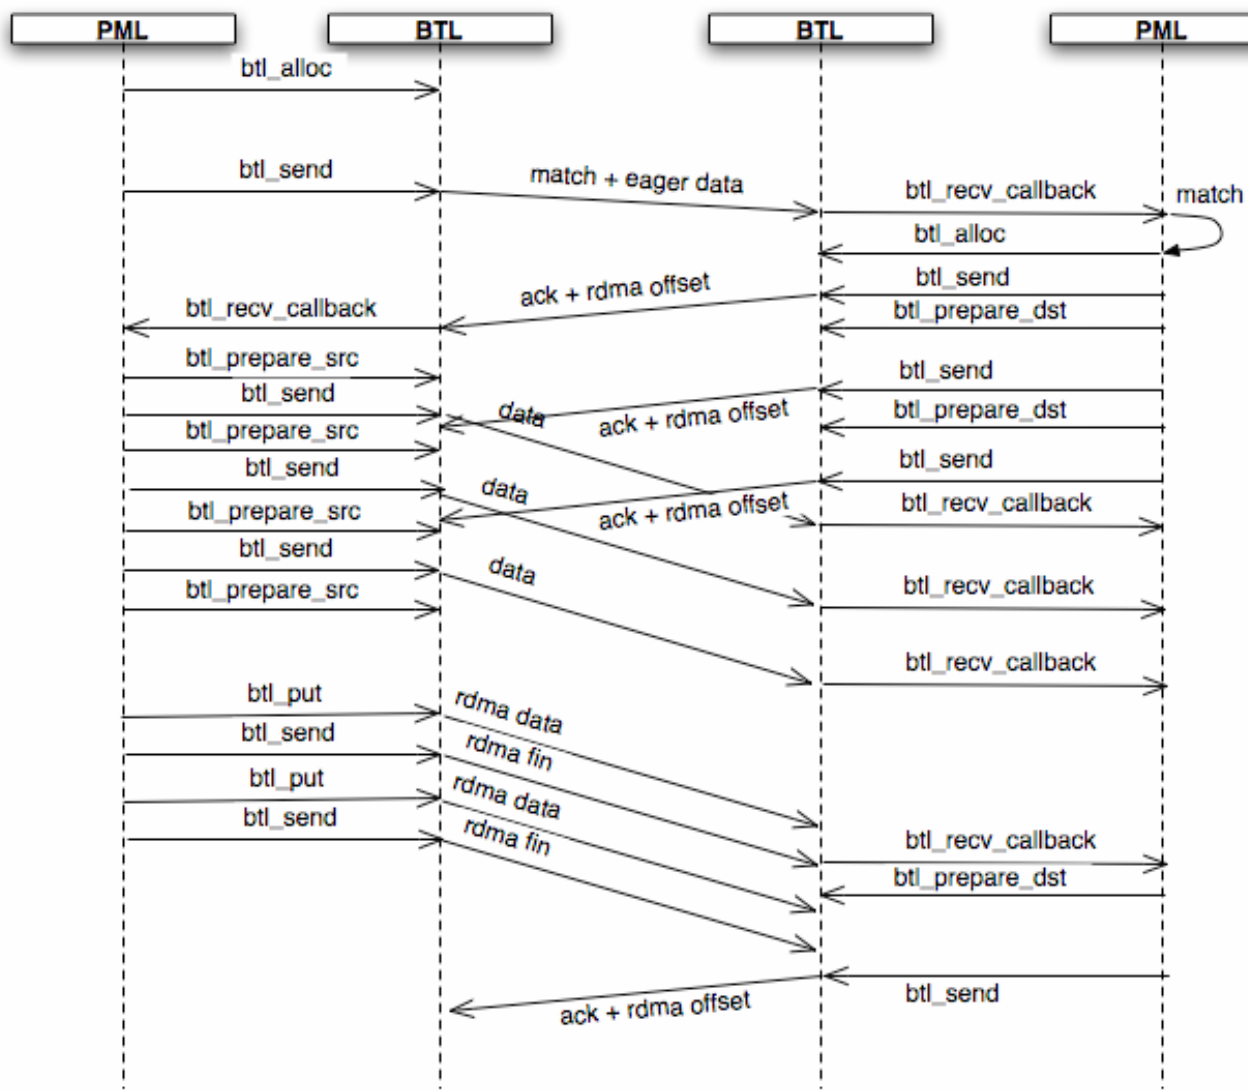 PML BTL BTL PML
btl_alloc
btl_send match + eager data btl_recv_callback match
btl_alloc
btl_recv_callback ack + rdma offset btl_send
btl_prepare_dst
btl_prepare_src
btl_send
btl_send data ack + rdma offset btl_prepare_dst
btl_prepare_src
btl_send
btl_send data
btl_prepare_src ack + rdma offset btl_recv_callback
btl_send data
btl_prepare_src btl_recv_callback
btl_recv_callback
btl_put rdma data
btl_send rdma fin
btl_put rdma data
btl_send rdma fin
btl_recv_callback
btl_prepare_dst
ack + rdma offset btl_send